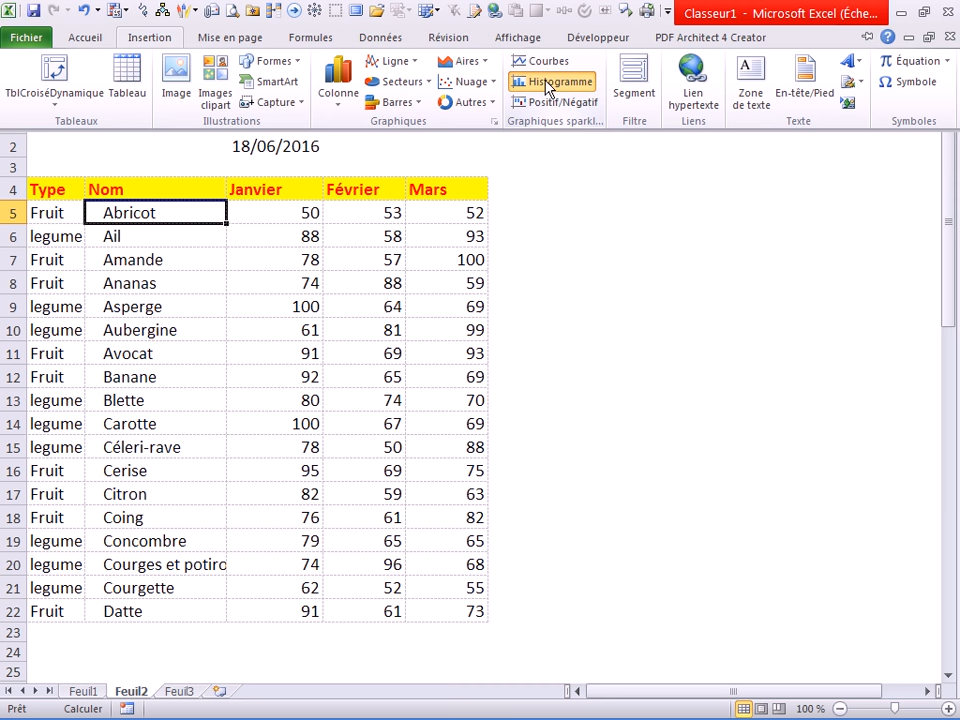 Classeur1 - Microsoft Excel (Éche...
Fichier Accueil Insertion Mise en page Formules Données Révision Affichage Développeur PDF Architect 4 Creator
TblCroiséDynamique Tableau
Tableaux
Image Images clipart Formes SmartArt Capture
Illustrations
Colonne Ligne Secteurs Barres Aires Nuage Autres
Graphiques
Courbes Histogramme Positif/Négatif
Graphiques sparkl...
Segment
Filtre
Lien hypertexte
Liens
Zone de texte En-tête/Pied
Texte
Équation Symbole
Symboles
2 18/06/2016
3
4 Type Nom Janvier Février Mars
5 Fruit Abricot 50 53 52
6 legume Ail 88 58 93
7 Fruit Amande 78 57 100
8 Fruit Ananas 74 88 59
9 legume Asperge 100 64 69
10 legume Aubergine 61 81 99
11 Fruit Avocat 91 69 93
12 Fruit Banane 92 65 69
13 legume Blette 80 74 70
14 legume Carotte 100 67 69
15 legume Céleri-rave 78 50 88
16 Fruit Cerise 95 69 75
17 Fruit Citron 82 59 63
18 Fruit Coing 76 61 82
19 legume Concombre 79 65 65
20 legume Courges et potiro 74 96 68
21 legume Courgette 62 52 55
22 Fruit Datte 91 61 73
23
24
25
Feuil1 Feuil2 Feuil3
Prêt Calculer 100 %